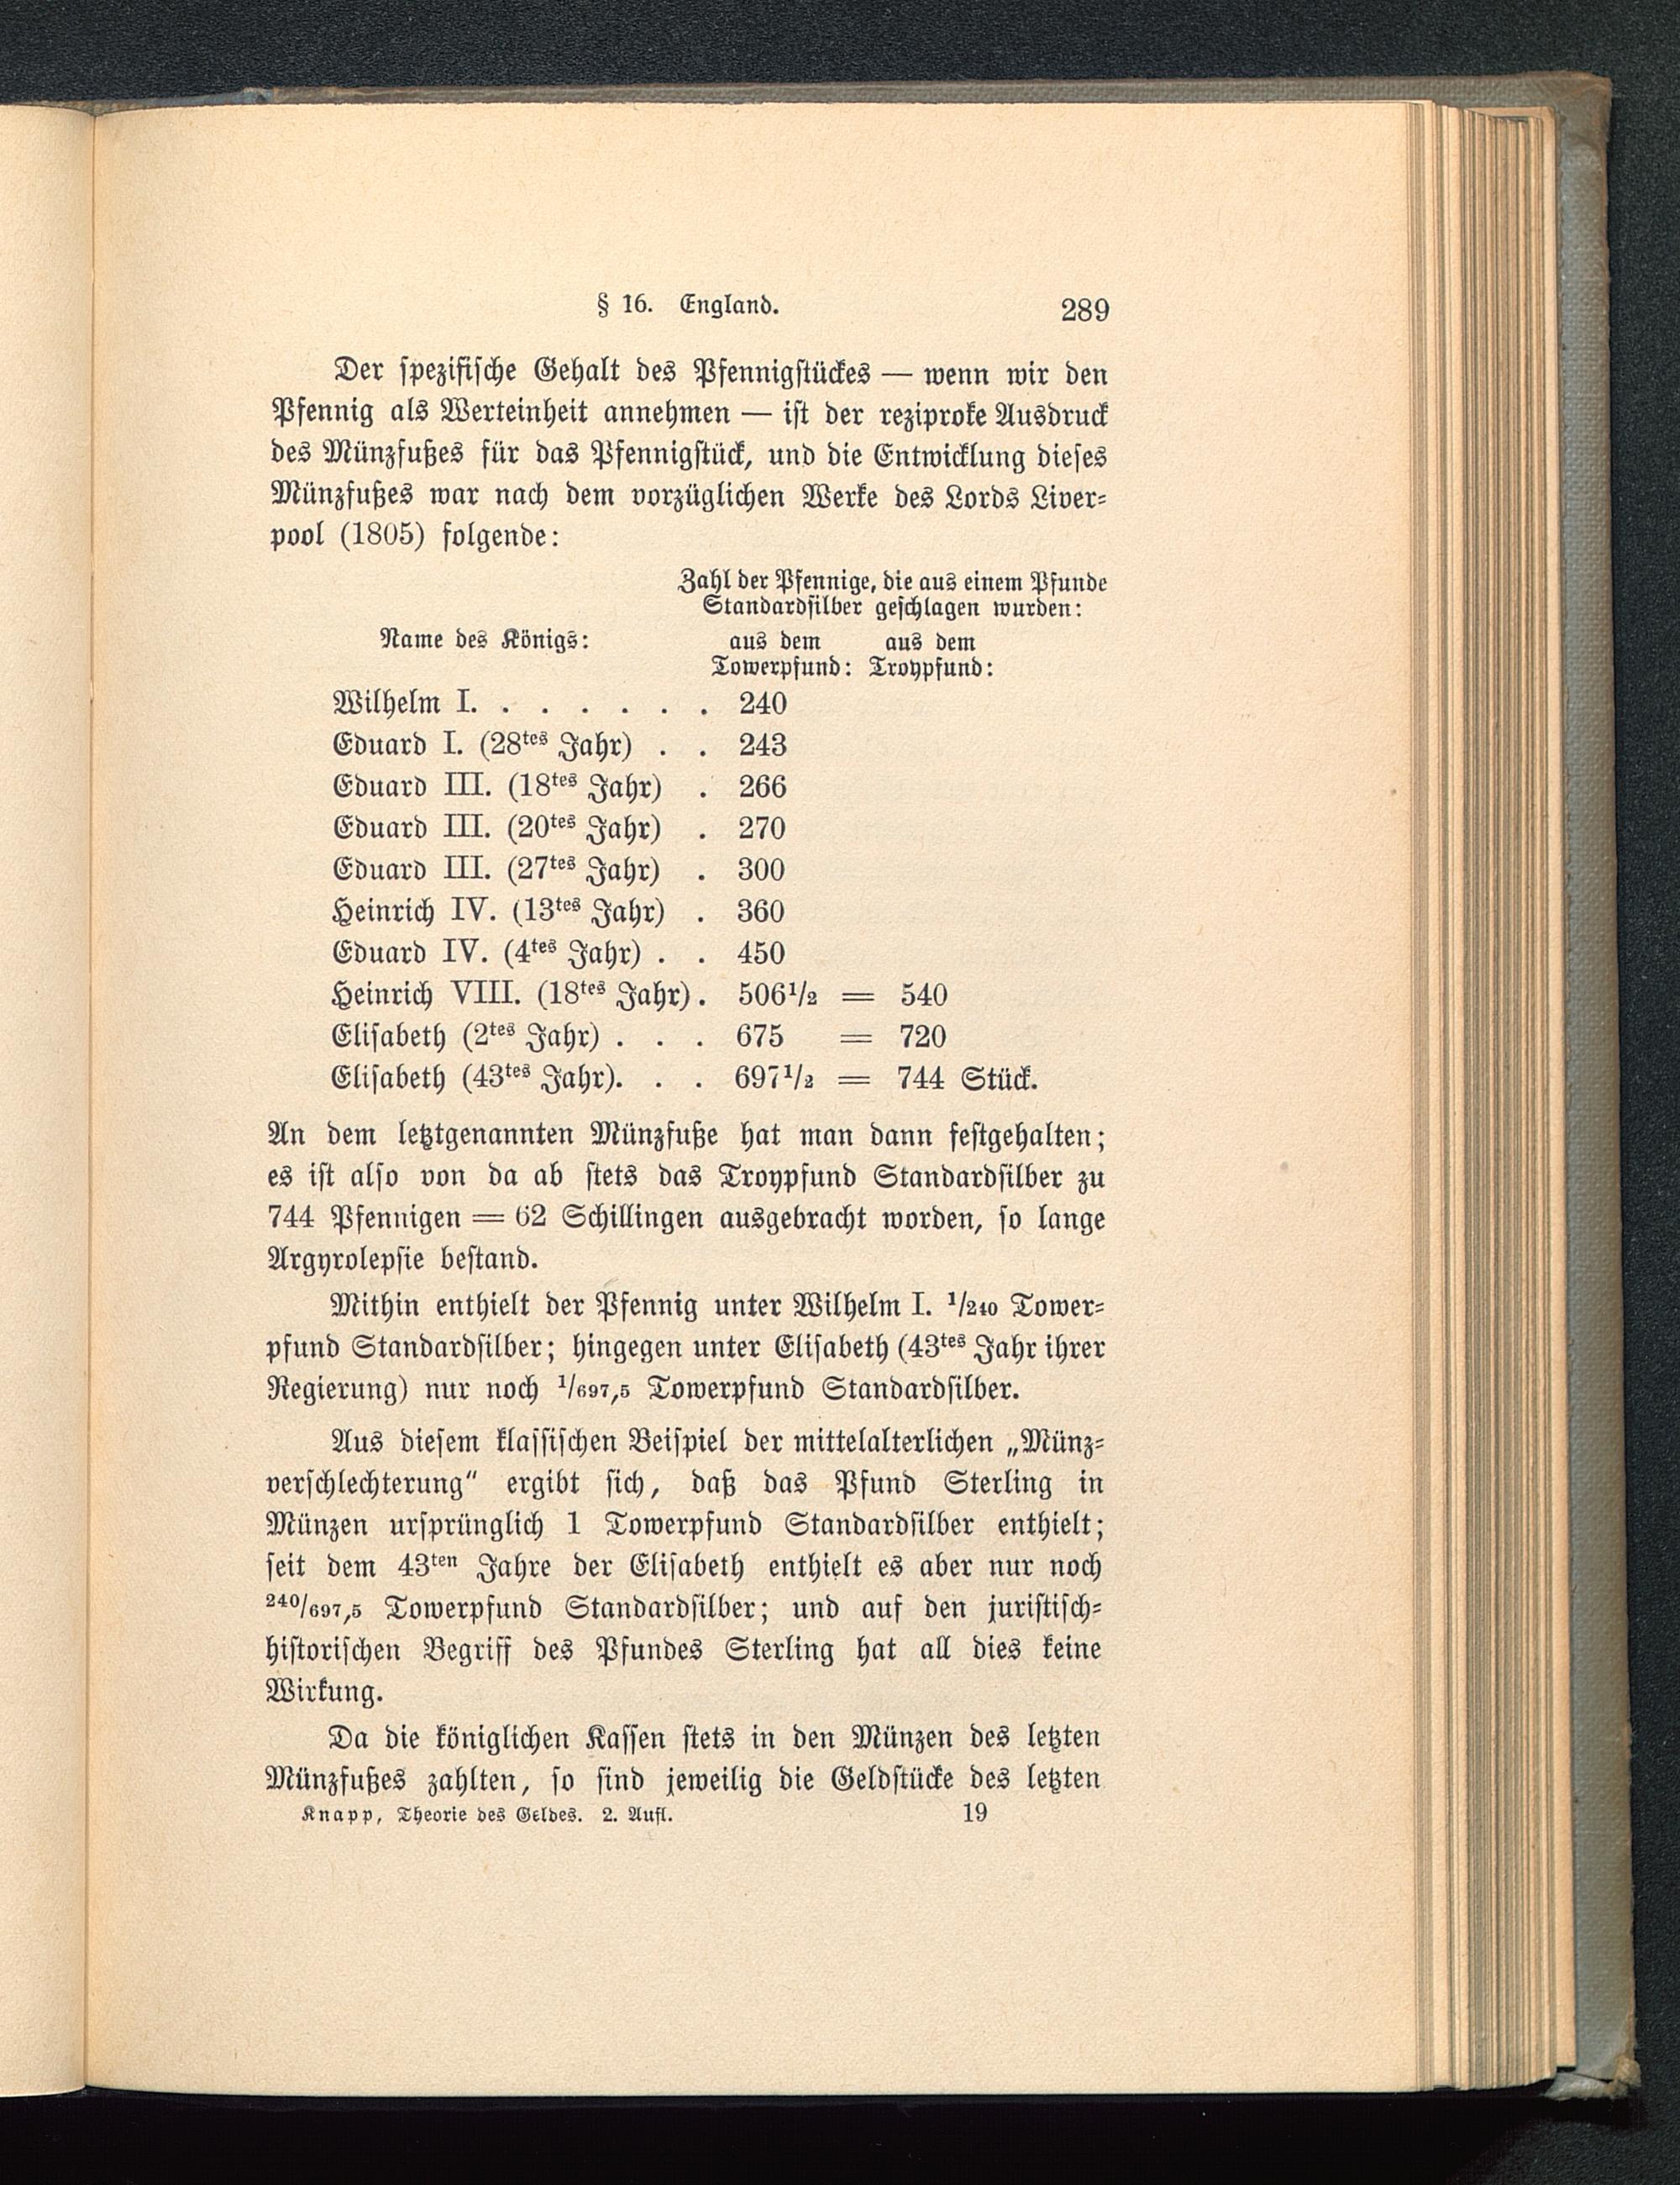 § 16. England. 289
Der spezifische Gehalt des Pfennigstückes — wenn wir den
Pfennig als Werteinheit annehmen — ist der reziproke Ausdruck
des Münzfußes für das Pfennigstück, und die Entwicklung dieses
Münzfußes war nach dem vorzüglichen Werke des Lords Liver-
pool (1805) folgende:
Zahl der Pfennige, die aus einem Pfunde
Standardsilber geschlagen wurden:
Name des Königs: aus dem aus dem
Towerpfund: Troypfund:
Wilhelm I. . . . . . . 240
Eduard I. (28tes Jahr) . . 243
Eduard III. (18tes Jahr) . 266
Eduard III. (20tes Jahr) . 270
Eduard III. (27tes Jahr) . 300
Heinrich IV. (13tes Jahr) . 360
Eduard IV. (4tes Jahr) . . 450
Heinrich VIII. (18tes Jahr) . 506 1/2 = 540
Elisabeth (2tes Jahr) . . . 675 = 720
Elisabeth (43tes Jahr). . . 697 1/2 = 744 Stück.
An dem letztgenannten Münzfuße hat man dann festgehalten;
es ist also von da ab stets das Troypfund Standardsilber zu
744 Pfennigen = 62 Schillingen ausgebracht worden, so lange
Argyrolepsie bestand.
Mithin enthielt der Pfennig unter Wilhelm I. 1/240 Tower-
pfund Standardsilber; hingegen unter Elisabeth (43tes Jahr ihrer
Regierung) nur noch 1/697,5 Towerpfund Standardsilber.
Aus diesem klassischen Beispiel der mittelalterlichen „Münz-
verschlechterung“ ergibt sich, daß das Pfund Sterling in
Münzen ursprünglich 1 Towerpfund Standardsilber enthielt;
seit dem 43ten Jahre der Elisabeth enthielt es aber nur noch
240/697,5 Towerpfund Standardsilber; und auf den juristisch-
historischen Begriff des Pfundes Sterling hat all dies keine
Wirkung.
Da die königlichen Kassen stets in den Münzen des letzten
Münzfußes zahlten, so sind jeweilig die Geldstücke des letzten
Knapp, Theorie des Geldes. 2. Aufl. 19